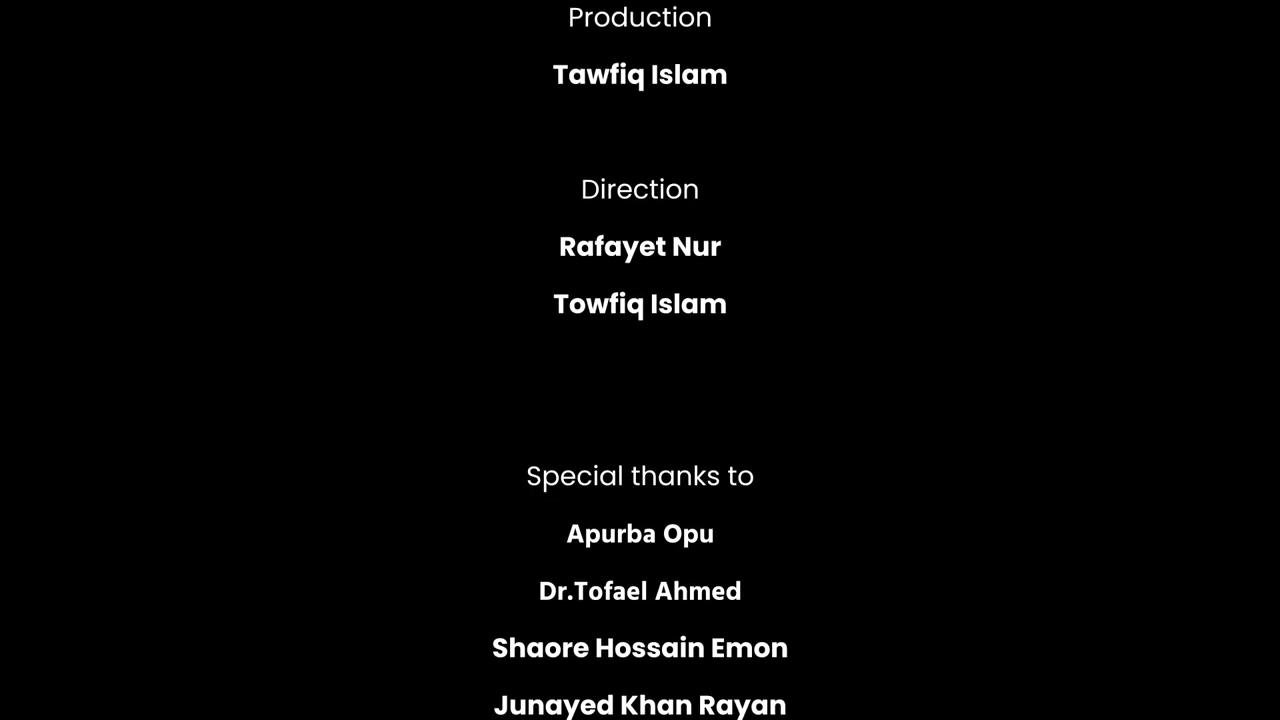 Production
Tawfiq Islam
Direction
Rafayet Nur
Towfiq Islam
Special thanks to
Apurba Opu
Dr.Tofael Ahmed
Shaore Hossain Emon
Junayed Khan Rayan